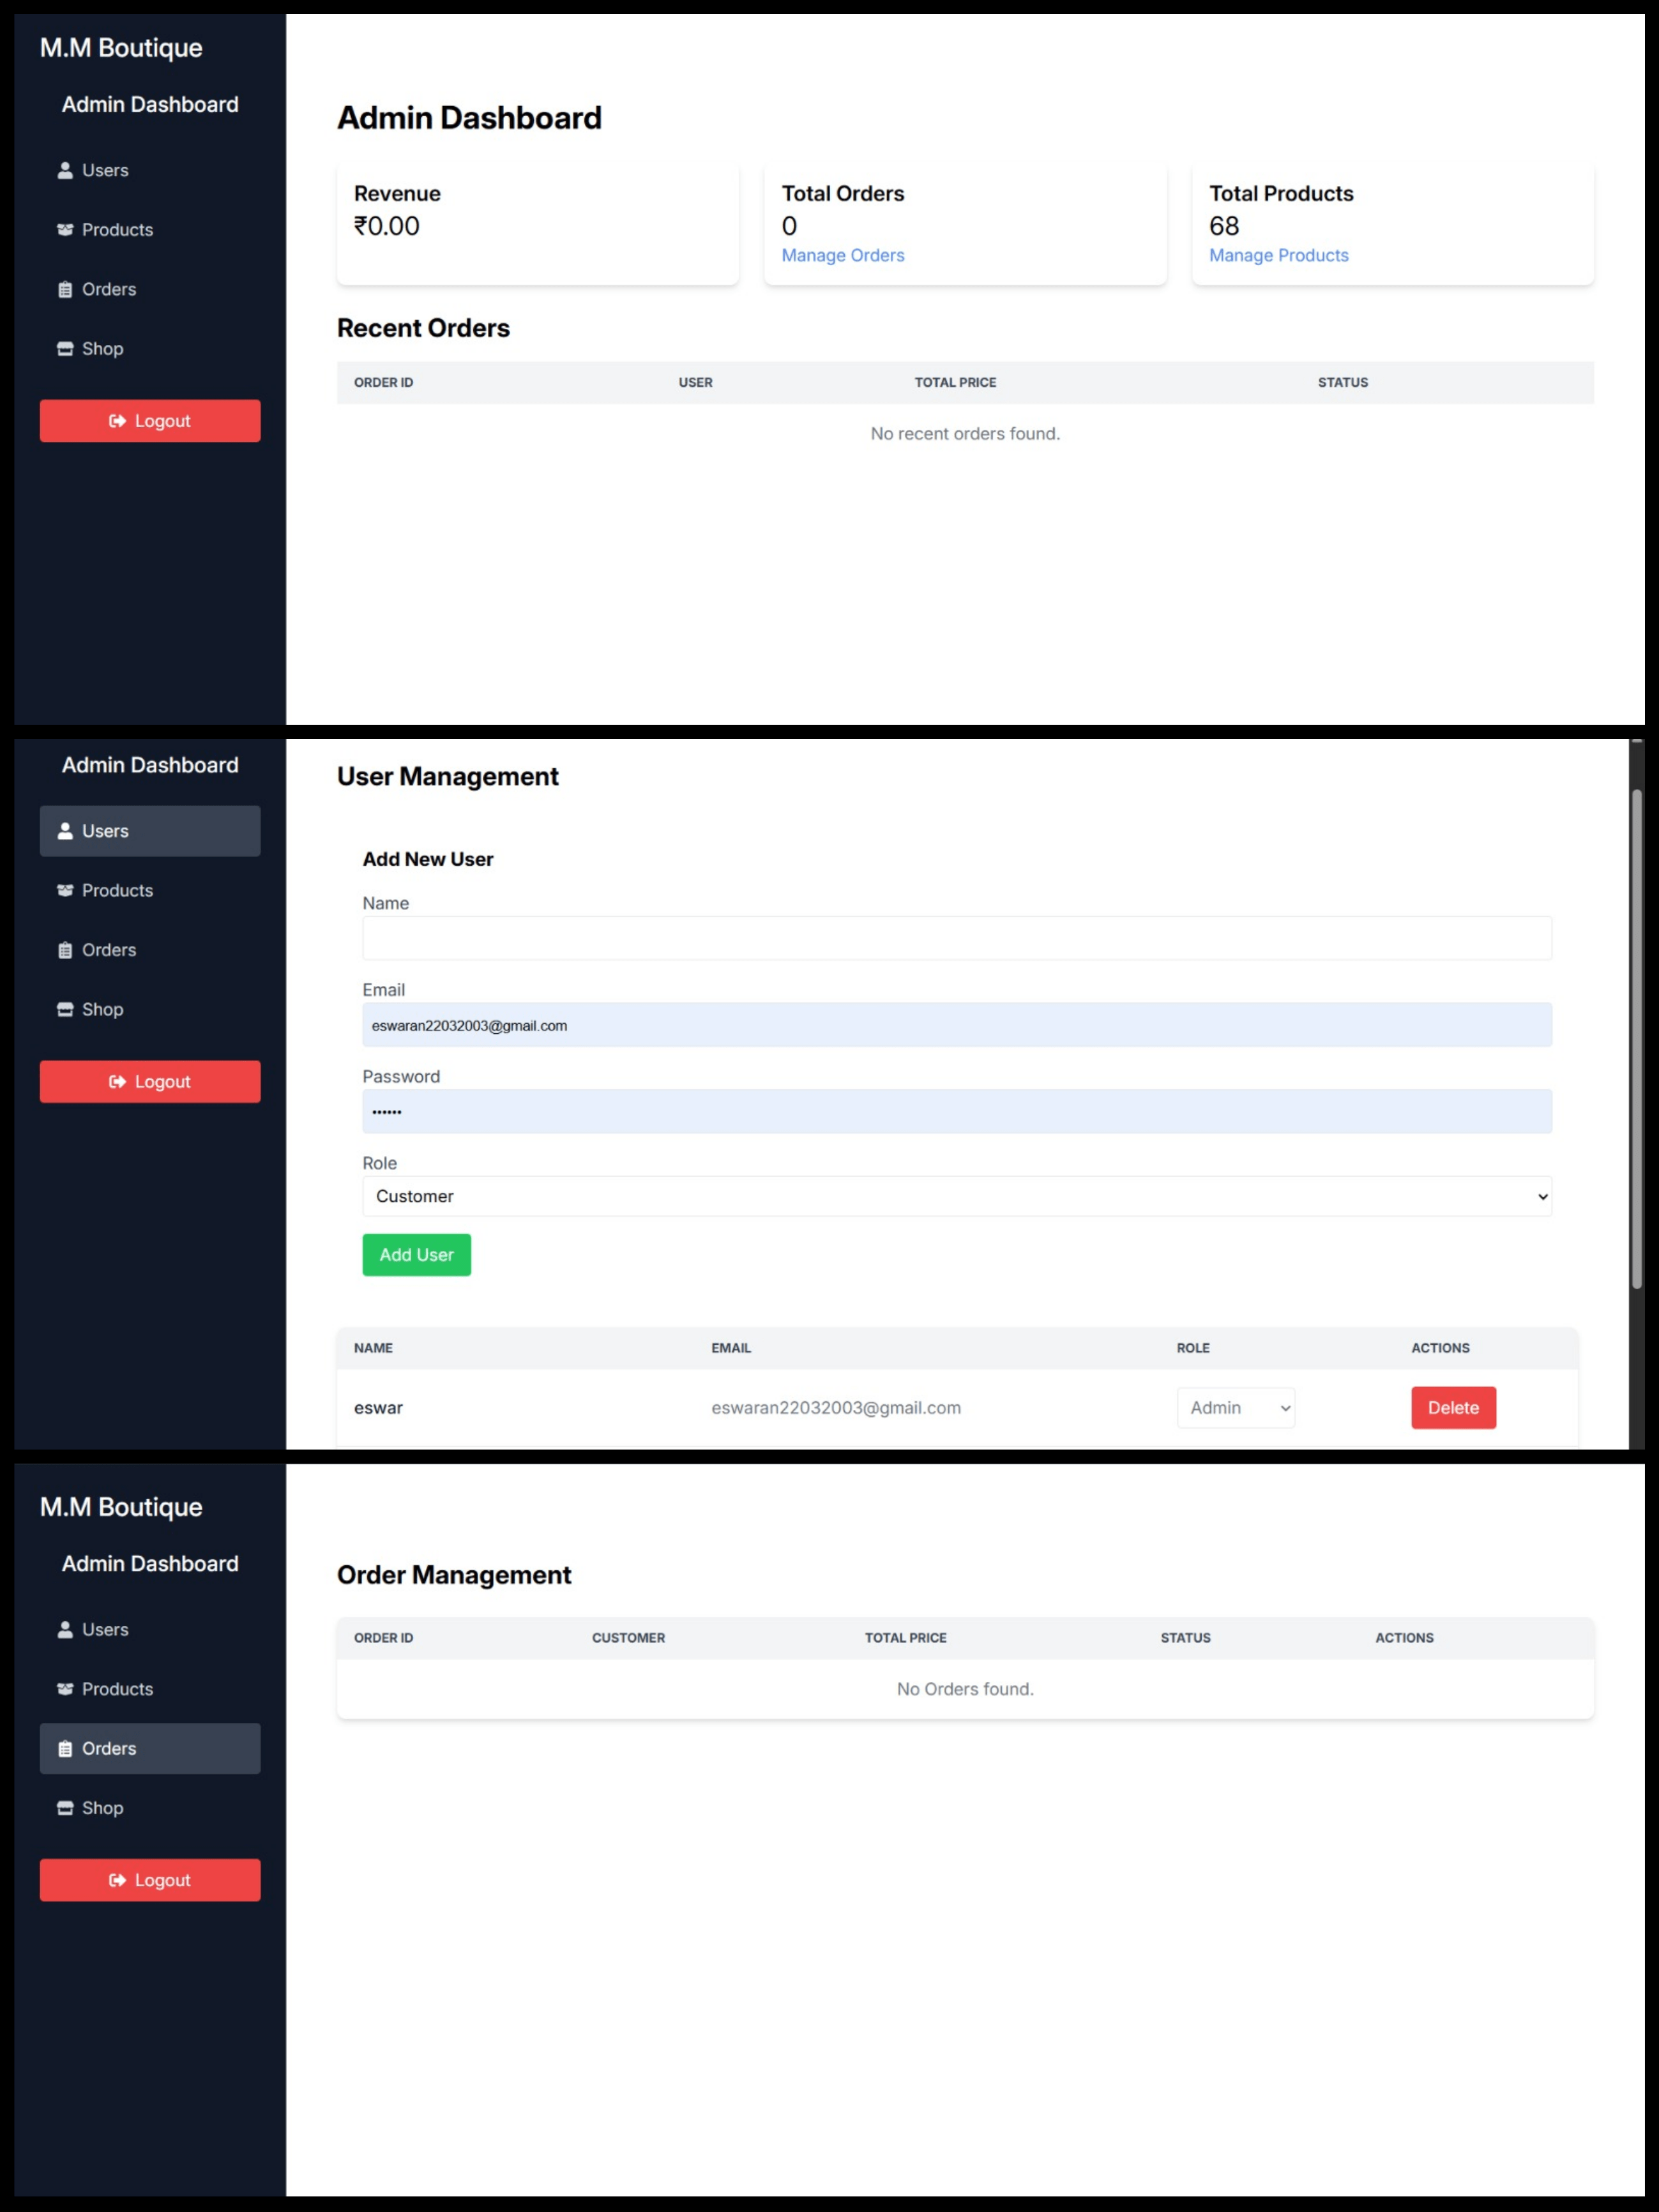 M.M Boutique
Admin Dashboard
Users
Products
Orders
Shop
Logout
Admin Dashboard
Revenue
₹0.00
Total Orders
0
Manage Orders
Total Products
68
Manage Products
Recent Orders
ORDER ID USER TOTAL PRICE STATUS
No recent orders found.
Admin Dashboard
Users
Products
Orders
Shop
Logout
User Management
Add New User
Name
Email
eswaran22032003@gmail.com
Password
••••••
Role
Customer
Add User
NAME EMAIL ROLE ACTIONS
eswar eswaran22032003@gmail.com Admin Delete
M.M Boutique
Admin Dashboard
Users
Products
Orders
Shop
Logout
Order Management
ORDER ID CUSTOMER TOTAL PRICE STATUS ACTIONS
No Orders found.